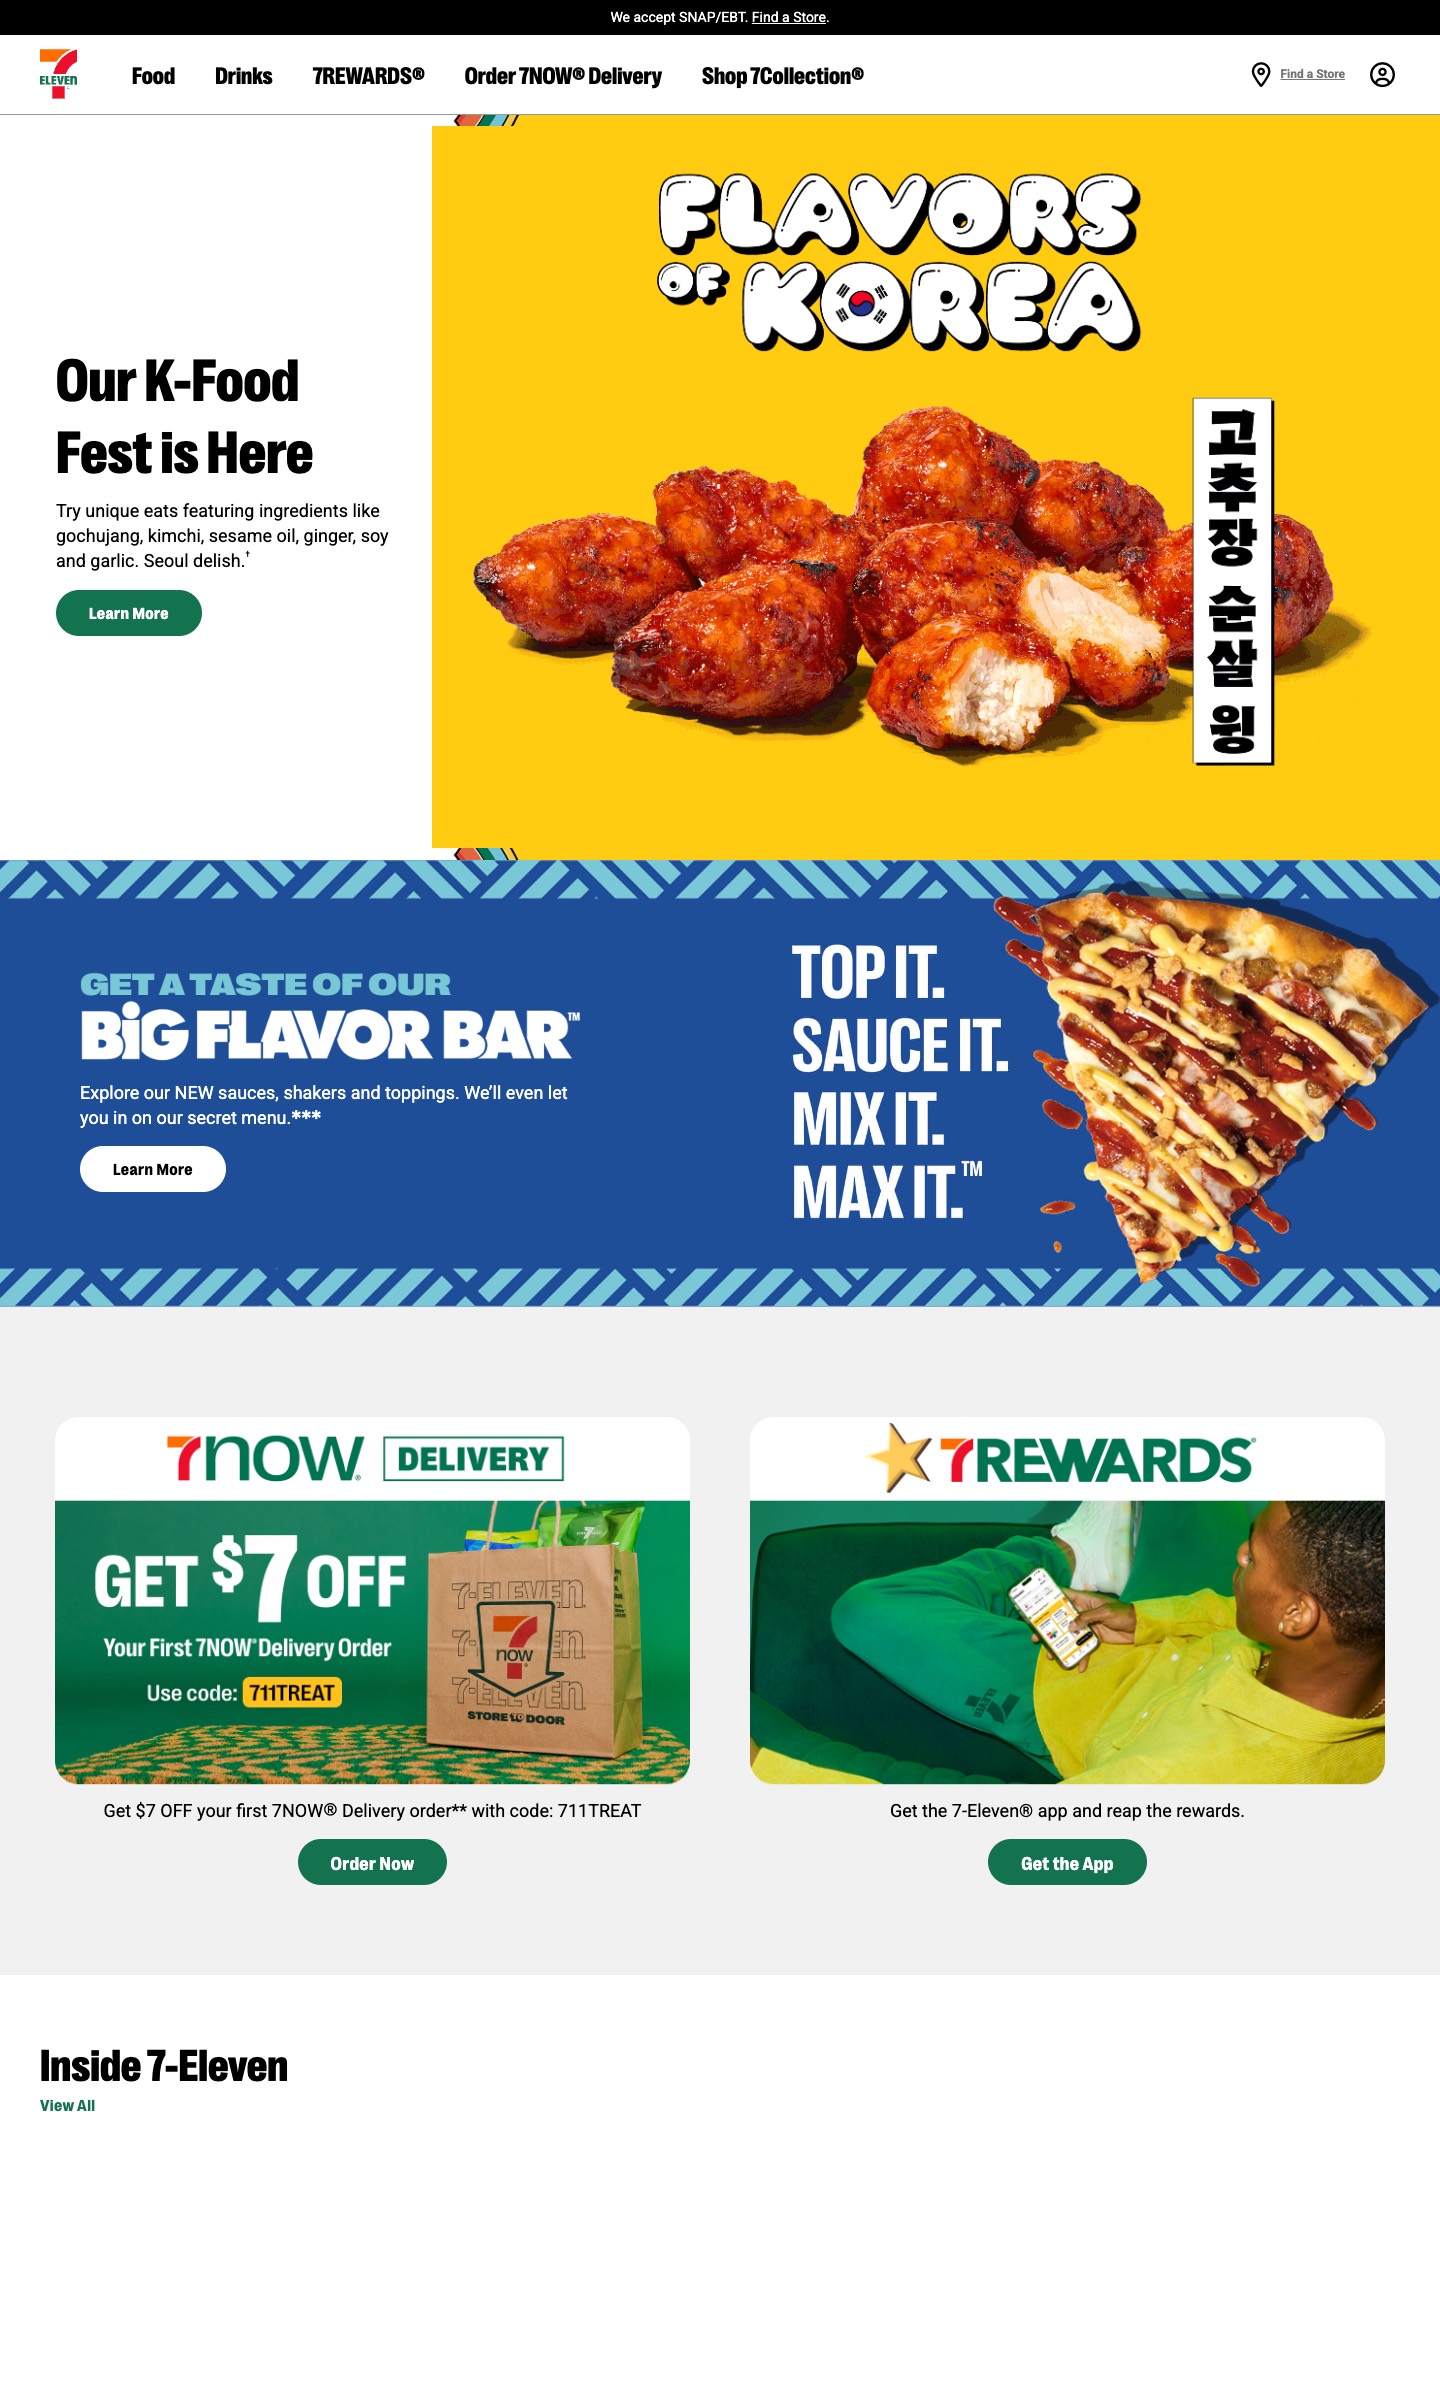 We accept SNAP/EBT. Find a Store.
7
ELEVEN
Food
Drinks
7REWARDS®
Order 7NOW® Delivery
Shop 7Collection®
Find a Store
FLAVORS
OF KOREA
Our K-Food
Fest is Here
Try unique eats featuring ingredients like
gochujang, kimchi, sesame oil, ginger, soy
and garlic. Seoul delish.†
Learn More
고추장 순살 윙
GET A TASTE OF OUR
BiG FLAVOR BAR™
Explore our NEW sauces, shakers and toppings. We’ll even let
you in on our secret menu.***
Learn More
TOP IT.
SAUCE IT.
MIX IT.
MAX IT.™
7NOW® DELIVERY
GET $7 OFF
Your First 7NOW® Delivery Order
Use code: 711TREAT
7-ELEVEn
7
now
7-ELEVEn
STORE TO DOOR
Get $7 OFF your first 7NOW® Delivery order** with code: 711TREAT
Order Now
7REWARDS®
7
ELEVEn
Get the 7-Eleven® app and reap the rewards.
Get the App
Inside 7-Eleven
View All